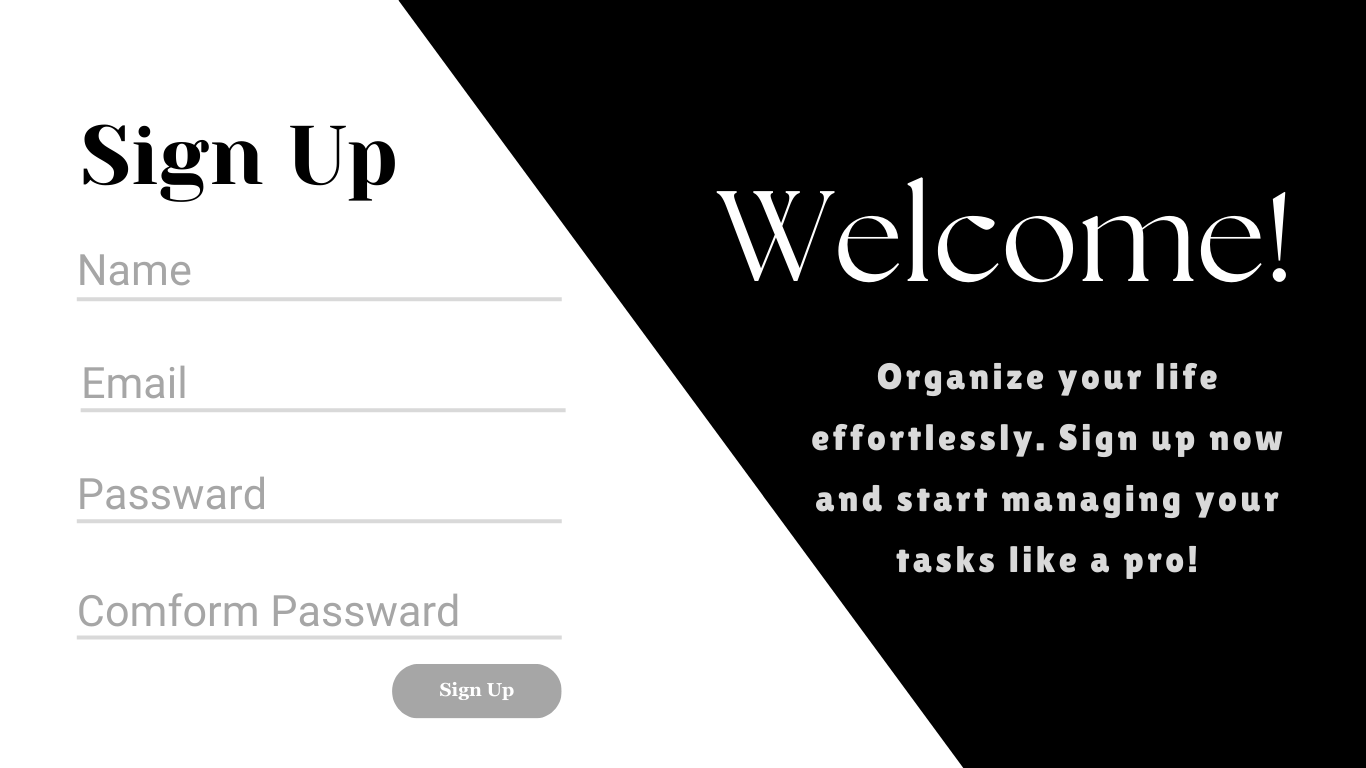 Sign Up
Name
Email
Passward
Comform Passward
Sign Up
Welcome!
Organize your life
effortlessly. Sign up now
and start managing your
tasks like a pro!